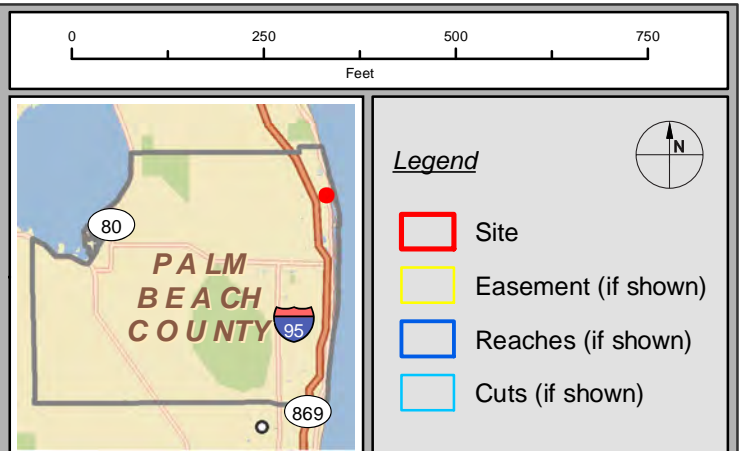 0 250 500 750
Feet
80
PALM
BEACH
COUNTY
95
869
Legend
N
Site
Easement (if shown)
Reaches (if shown)
Cuts (if shown)